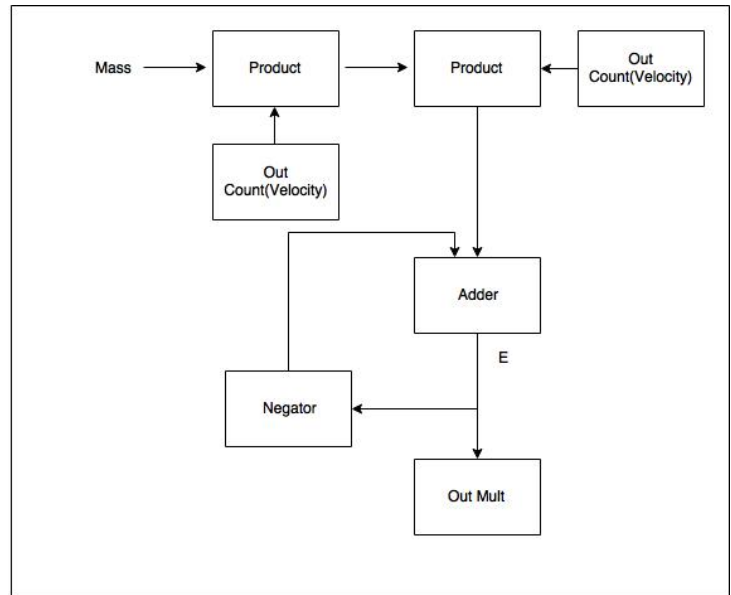 Mass
Product
Product
Out
Count(Velocity)
Out
Count(Velocity)
Adder
E
Negator
Out Mult